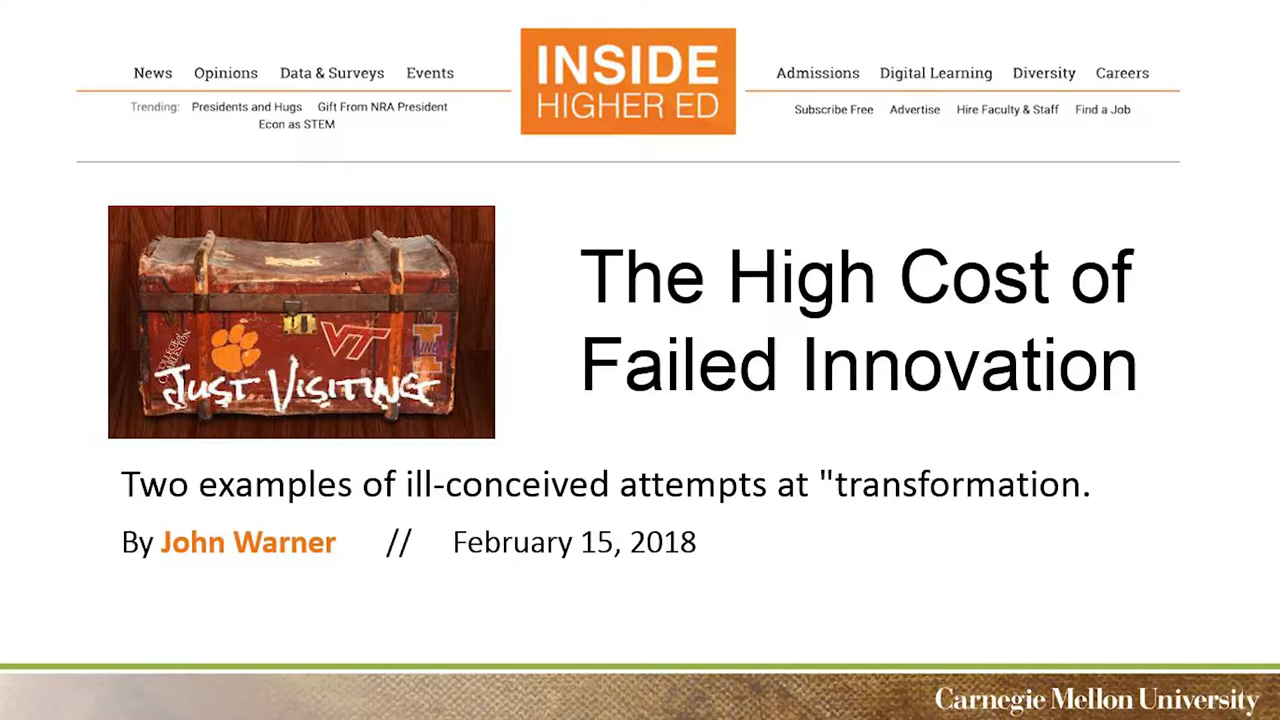 News Opinions Data & Surveys Events
INSIDE
HIGHER ED
Admissions Digital Learning Diversity Careers
Trending: Presidents and Hugs Gift From NRA President
Econ as STEM
Subscribe Free Advertise Hire Faculty & Staff Find a Job
COLLEGE of
CHARLESTON
VT
I
JUST VISITING
The High Cost of
Failed Innovation
Two examples of ill-conceived attempts at "transformation.
By John Warner // February 15, 2018
Carnegie Mellon University